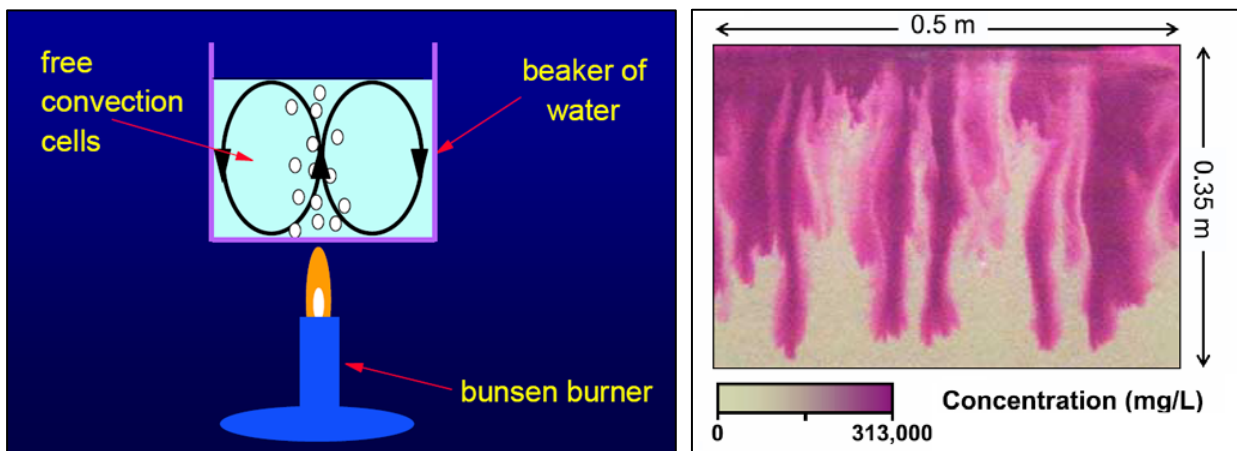 free
convection
cells
beaker of
water
bunsen burner
0.5 m
0.35 m
Concentration (mg/L)
0
313,000